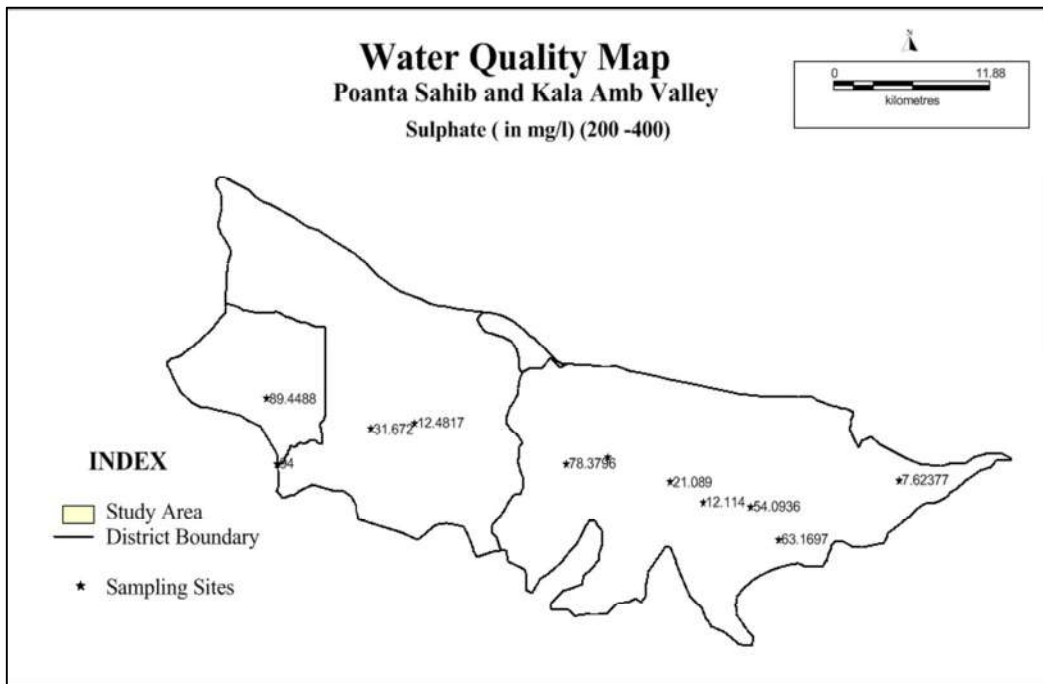 Water Quality Map
Poanta Sahib and Kala Amb Valley
Sulphate ( in mg/l) (200 -400)
N
0 11.88
kilometres
89.4488
31.672
12.4817
94
78.3796
21.089
12.114
54.0936
63.1697
7.62377
INDEX
Study Area
District Boundary
Sampling Sites